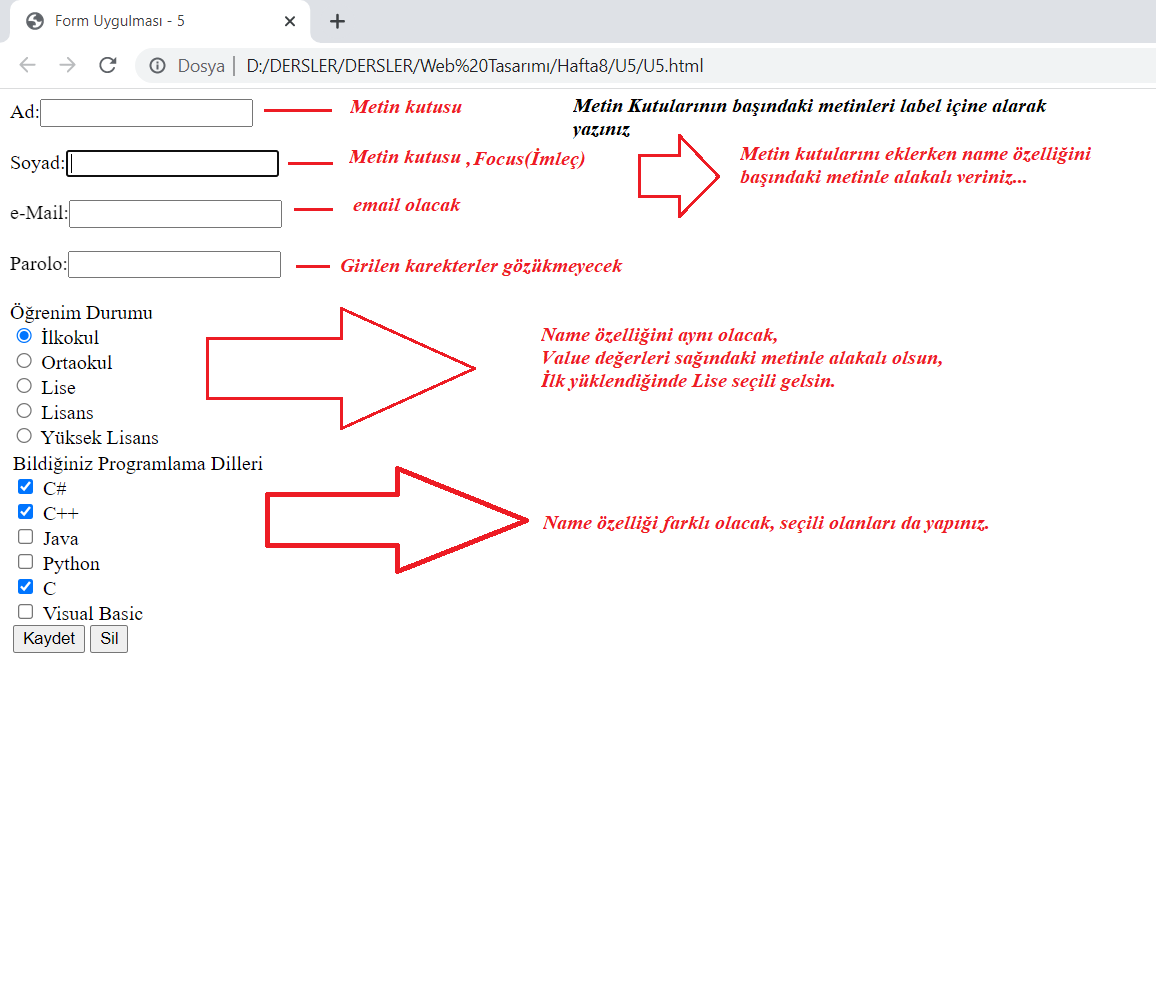 Form Uygulması - 5
Dosya | D:/DERSLER/DERSLER/Web%20Tasarımı/Hafta8/U5/U5.html
Ad:
Metin kutusu
Metin Kutularının başındaki metinleri label içine alarak
yazınız
Soyad:
Metin kutusu , Focus(İmleç)
Metin kutularını eklerken name özelliğini
başındaki metinle alakalı veriniz...
e-Mail:
email olacak
Parolo:
Girilen karekterler gözükmeyecek
Öğrenim Durumu
İlkokul
Ortaokul
Lise
Lisans
Yüksek Lisans
Name özelliğini aynı olacak,
Value değerleri sağındaki metinle alakalı olsun,
İlk yüklendiğinde Lise seçili gelsin.
Bildiğiniz Programlama Dilleri
C#
C++
Java
Python
C
Visual Basic
Name özelliği farklı olacak, seçili olanları da yapınız.
Kaydet Sil